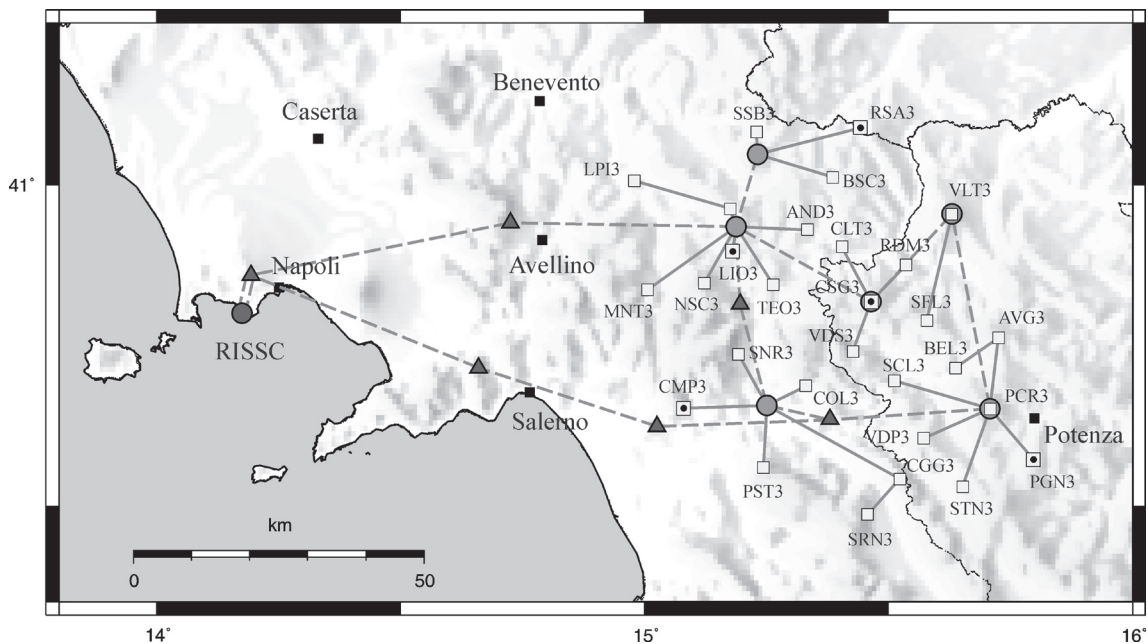 Benevento
Caserta
SSB3
RSA3
LPI3
BSC3
41°
VLT3
AND3
CLT3
RDM3
Avellino
Napoli
LIO3
CSG3
MNT3
NSC3
TEO3
SFL3
AVG3
RISSC
VDS3
SNR3
BEL3
SCL3
CMP3
COL3
PCR3
Salerno
Potenza
VDP3
CGG3
PST3
PGN3
STN3
SRN3
km
0
50
14°
15°
16°